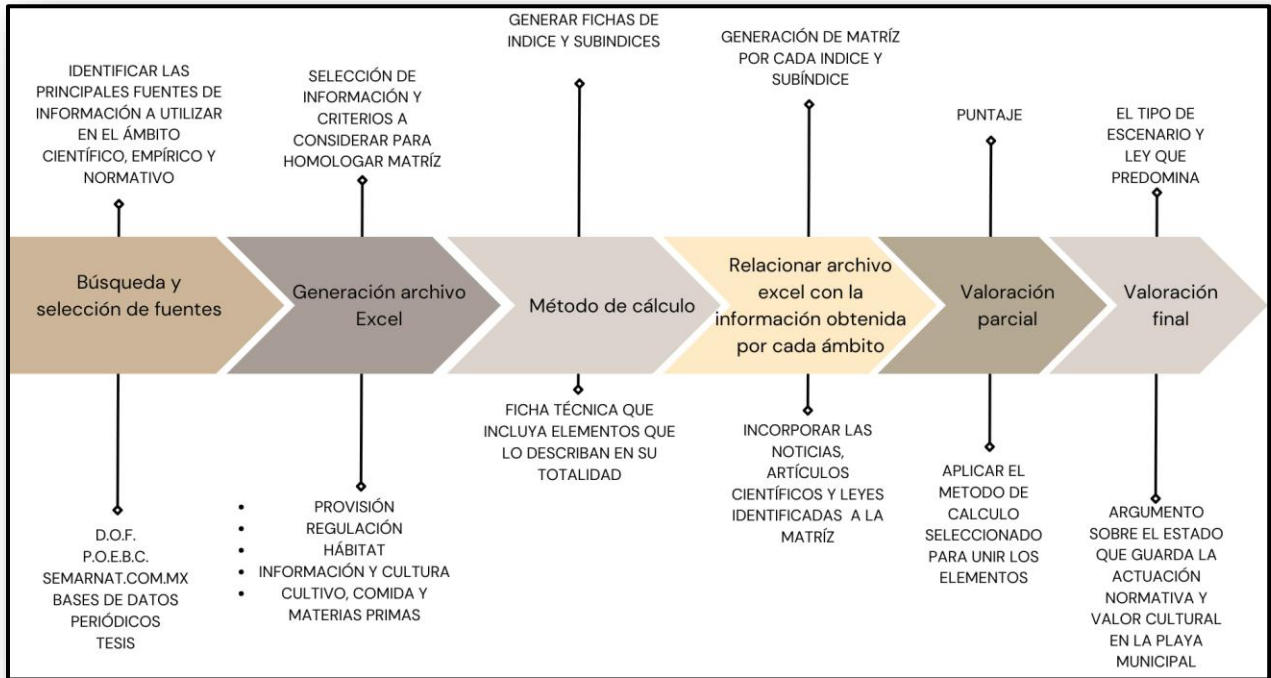 IDENTIFICAR LAS
PRINCIPALES FUENTES DE
INFORMACIÓN A UTILIZAR
EN EL ÁMBITO
CIENTÍFICO, EMPÍRICO Y
NORMATIVO
SELECCIÓN DE
INFORMACIÓN Y
CRITERIOS A
CONSIDERAR PARA
HOMOLOGAR MATRÍZ
GENERAR FICHAS DE
INDICE Y SUBINDICES
GENERACIÓN DE MATRÍZ
POR CADA INDICE Y
SUBÍNDICE
PUNTAJE
EL TIPO DE
ESCENARIO Y
LEY QUE
PREDOMINA
Búsqueda y
selección de fuentes
Generación archivo
Excel
Método de cálculo
Relacionar archivo
excel con la
información obtenida
por cada ámbito
Valoración
parcial
Valoración
final
D.O.F.
P.O.E.B.C.
SEMARNAT.COM.MX
BASES DE DATOS
PERIÓDICOS
TESIS
• PROVISIÓN
• REGULACIÓN
• HÁBITAT
• INFORMACIÓN Y CULTURA
• CULTIVO, COMIDA Y
MATERIAS PRIMAS
FICHA TÉCNICA QUE
INCLUYA ELEMENTOS QUE
LO DESCRIBAN EN SU
TOTALIDAD
INCORPORAR LAS
NOTICIAS,
ARTÍCULOS
CIENTÍFICOS Y LEYES
IDENTIFICADAS A LA
MATRÍZ
APLICAR EL
METODO DE
CALCULO
SELECCIONADO
PARA UNIR LOS
ELEMENTOS
ARGUMENTO
SOBRE EL ESTADO
QUE GUARDA LA
ACTUACIÓN
NORMATIVA Y
VALOR CULTURAL
EN LA PLAYA
MUNICIPAL